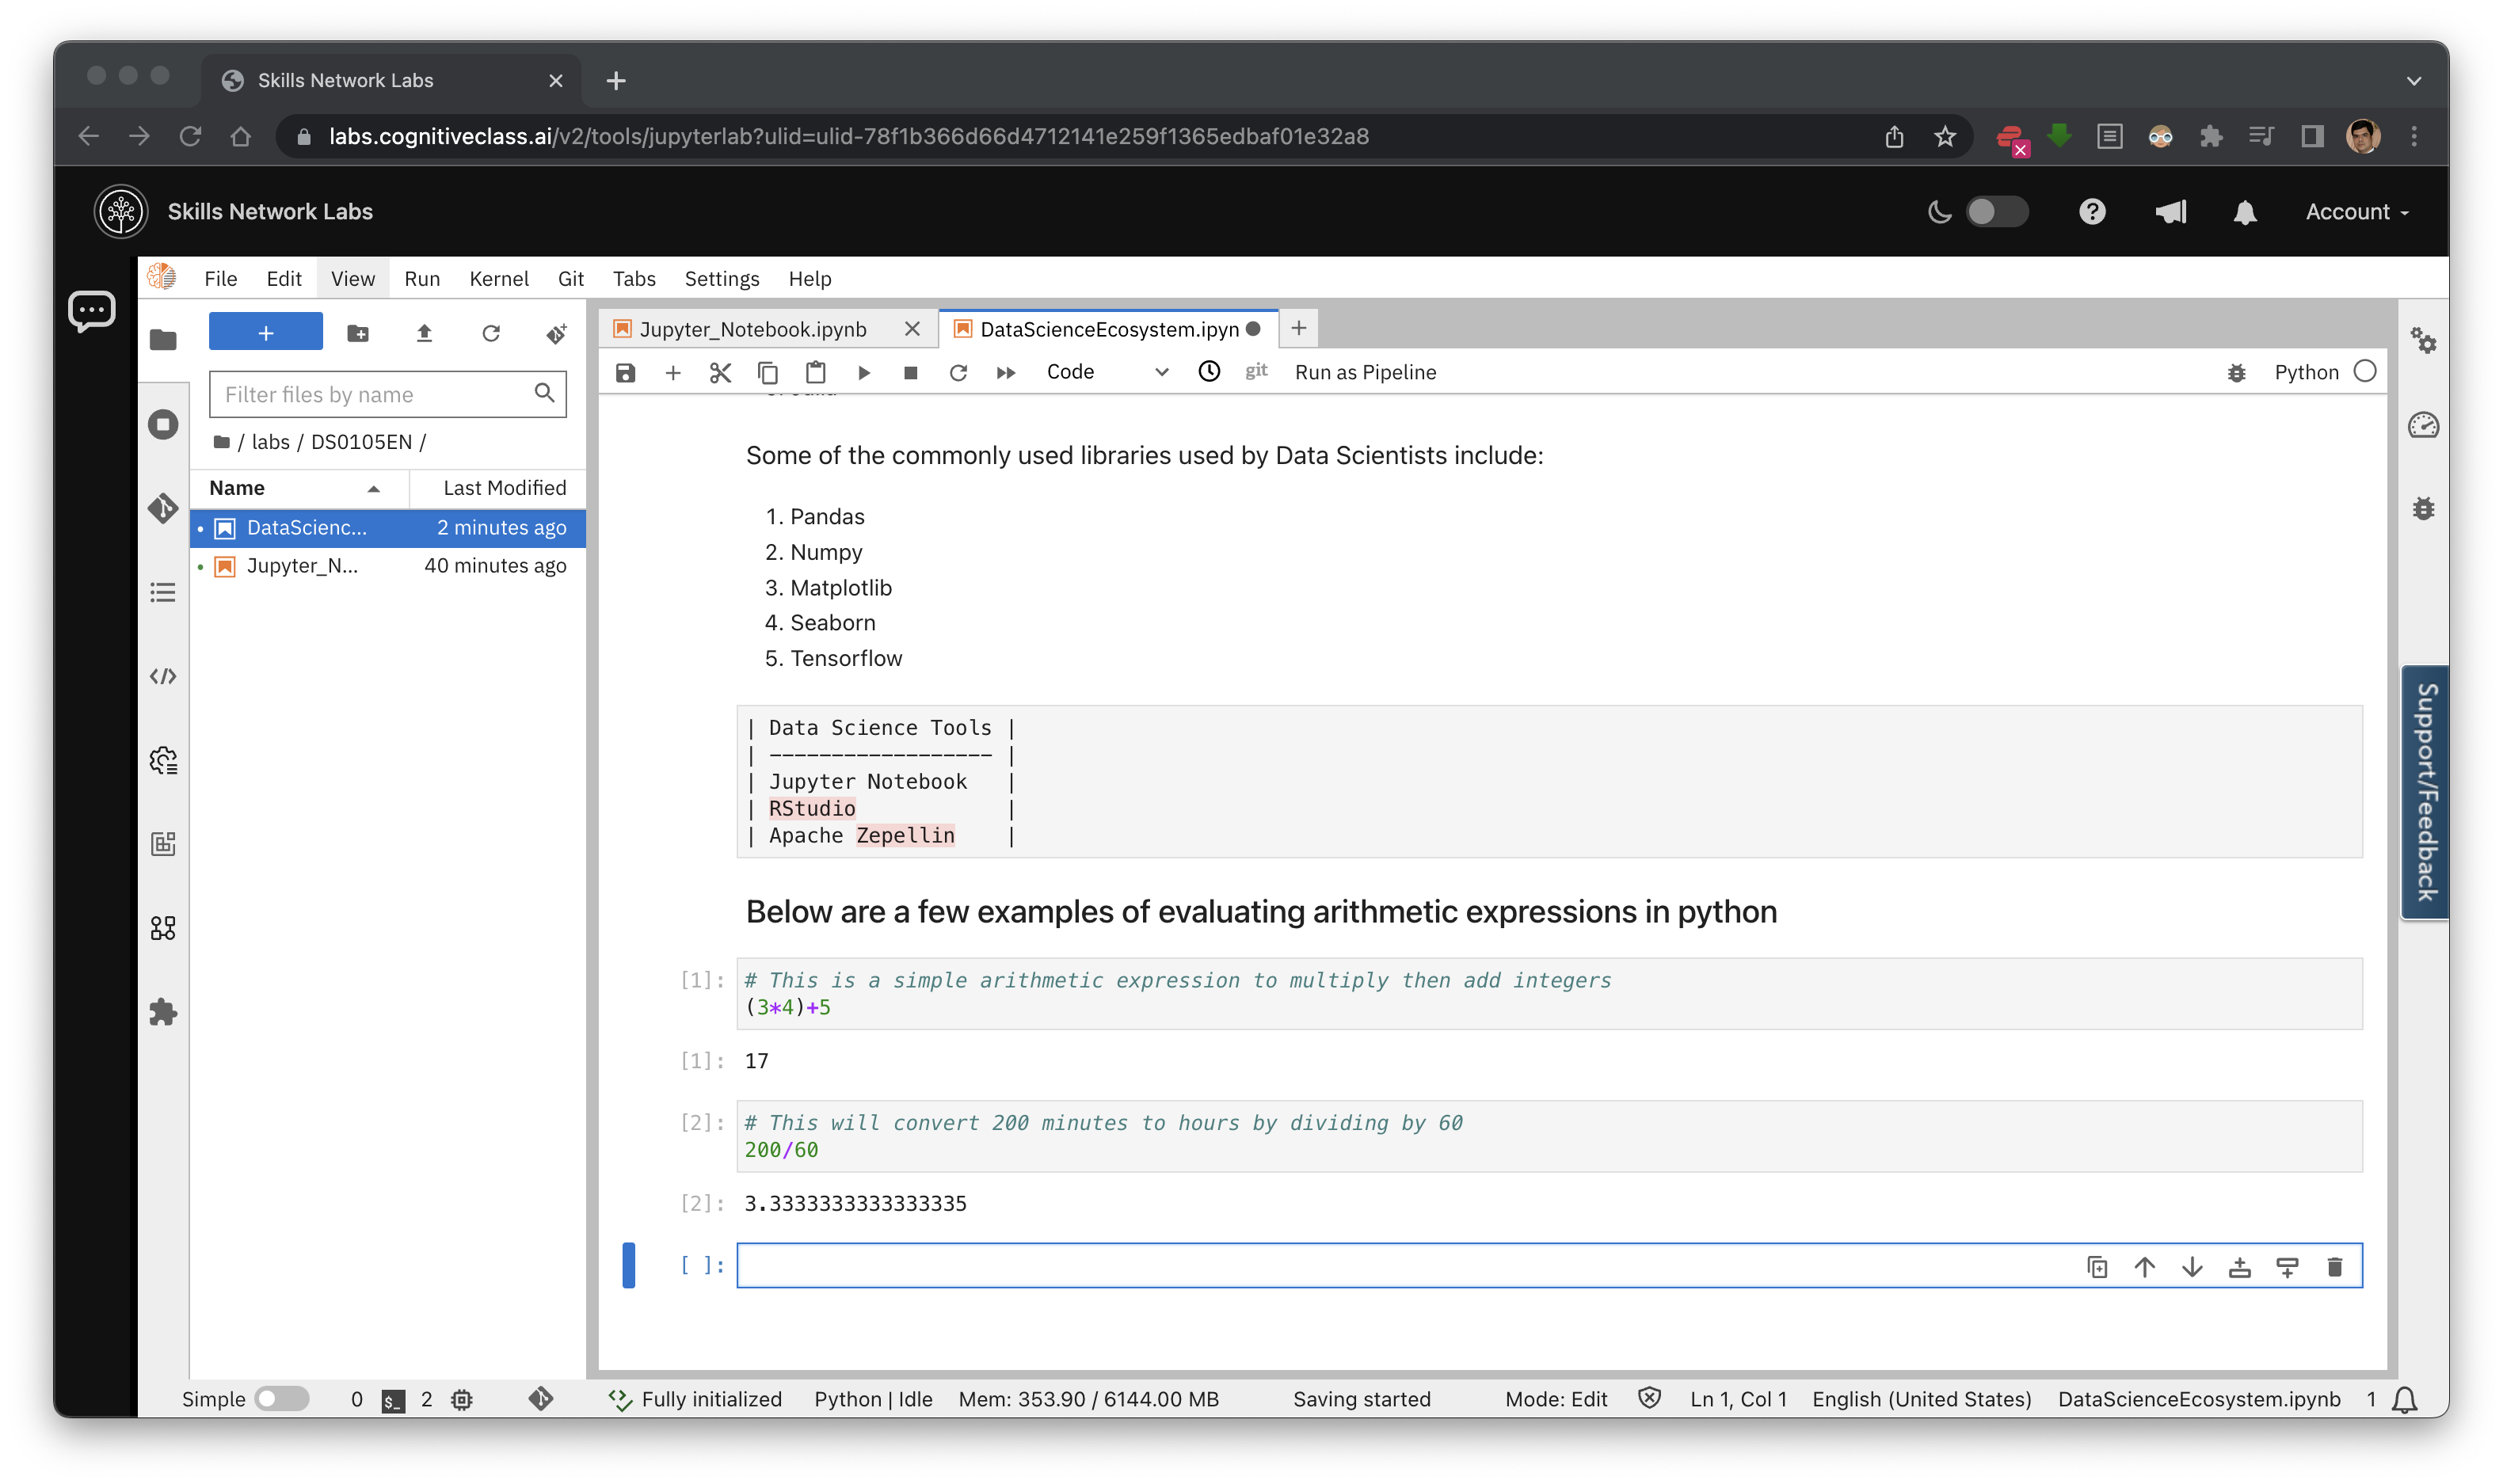 Skills Network Labs
labs.cognitiveclass.ai/v2/tools/jupyterlab?ulid=ulid-78f1b366d66d4712141e259f1365edbaf01e32a8
Skills Network Labs
Account
File Edit View Run Kernel Git Tabs Settings Help
+
Filter files by name
/ labs / DS0105EN /
Name Last Modified
DataScienc... 2 minutes ago
Jupyter_N... 40 minutes ago
Jupyter_Notebook.ipynb
DataScienceEcosystem.ipyn
Code git Run as Pipeline Python
Some of the commonly used libraries used by Data Scientists include:
1. Pandas
2. Numpy
3. Matplotlib
4. Seaborn
5. Tensorflow
| Data Science Tools |
| ------------------ |
| Jupyter Notebook |
| RStudio |
| Apache Zepellin |
Below are a few examples of evaluating arithmetic expressions in python
[1]: # This is a simple arithmetic expression to multiply then add integers
(3*4)+5
[1]: 17
[2]: # This will convert 200 minutes to hours by dividing by 60
200/60
[2]: 3.3333333333333335
[ ]:
Support/Feedback
Simple 0 $_ 2 Fully initialized Python | Idle Mem: 353.90 / 6144.00 MB Saving started Mode: Edit Ln 1, Col 1 English (United States) DataScienceEcosystem.ipynb 1